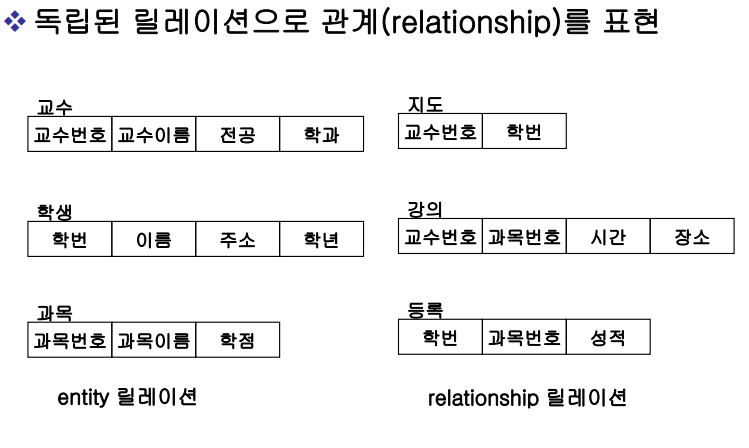 ❖ 독립된 릴레이션으로 관계(relationship)를 표현
교수
교수번호 교수이름 전공 학과
지도
교수번호 학번
학생
학번 이름 주소 학년
강의
교수번호 과목번호 시간 장소
과목
과목번호 과목이름 학점
등록
학번 과목번호 성적
entity 릴레이션
relationship 릴레이션